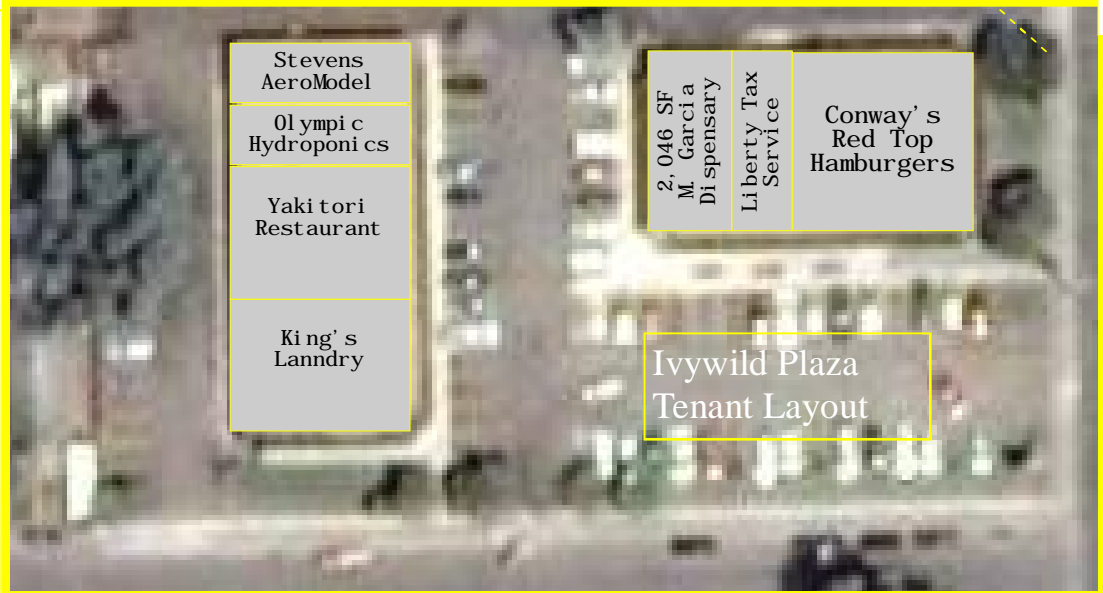 Stevens
AeroModel
Olympic
Hydroponics
Yakitori
Restaurant
King's
Lanndry
2,046 SF
M. Garcia
Dispensary
Liberty Tax
Service
Conway's
Red Top
Hamburgers
Ivywild Plaza
Tenant Layout